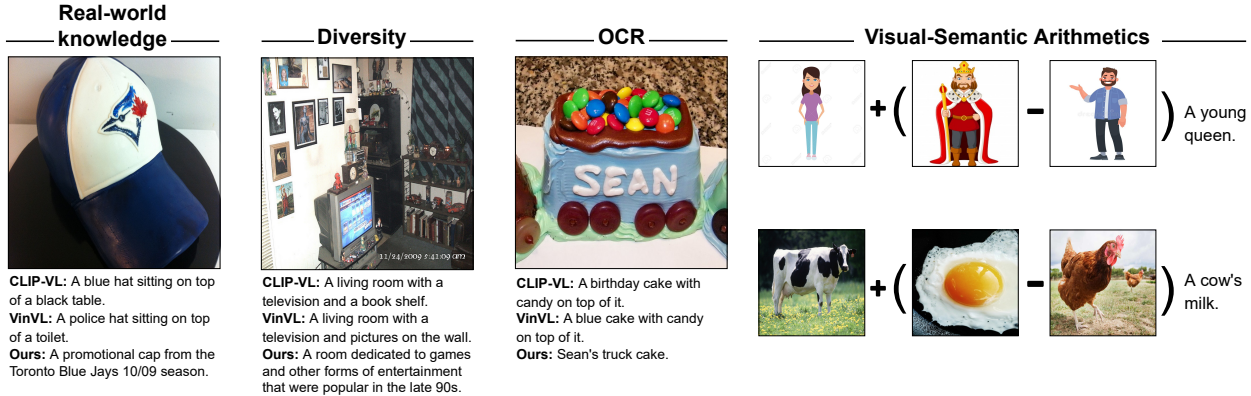 Real-world
knowledge
CLIP-VL: A blue hat sitting on top
of a black table.
VinVL: A police hat sitting on top
of a toilet.
Ours: A promotional cap from the
Toronto Blue Jays 10/09 season.
Diversity
11/24/2009 5:41:09 am
CLIP-VL: A living room with a
television and a book shelf.
VinVL: A living room with a
television and pictures on the wall.
Ours: A room dedicated to games
and other forms of entertainment
that were popular in the late 90s.
OCR
SEAN
CLIP-VL: A birthday cake with
candy on top of it.
VinVL: A blue cake with candy
on top of it.
Ours: Sean's truck cake.
Visual-Semantic Arithmetics
+ ( - ) A young
queen.
+ ( - ) A cow's
milk.